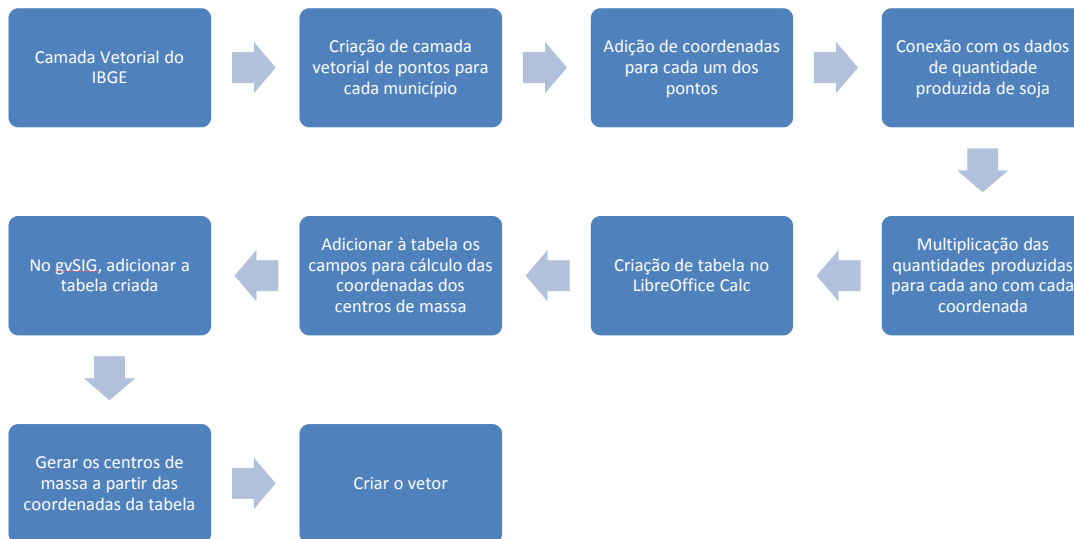 Camada Vetorial do
IBGE
Criação de camada
vetorial de pontos para
cada município
Adição de coordenadas
para cada um dos
pontos
Conexão com os dados
de quantidade
produzida de soja
Multiplicação das
quantidades produzidas
para cada ano com cada
coordenada
Criação de tabela no
LibreOffice Calc
Adicionar à tabela os
campos para cálculo das
coordenadas dos
centros de massa
No gvSIG, adicionar a
tabela criada
Gerar os centros de
massa a partir das
coordenadas da tabela
Criar o vetor